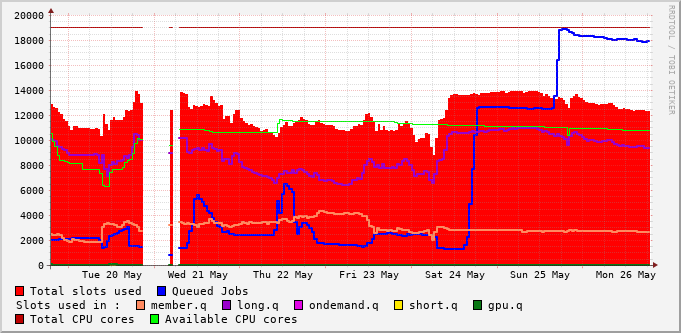 RRDTOOL / TOBI OETIKER
20000
18000
16000
14000
12000
10000
8000
6000
4000
2000
0
Tue 20 May Wed 21 May Thu 22 May Fri 23 May Sat 24 May Sun 25 May Mon 26 May
Total slots used Queued Jobs
Slots used in : member.q long.q ondemand.q short.q gpu.q
Total CPU cores Available CPU cores